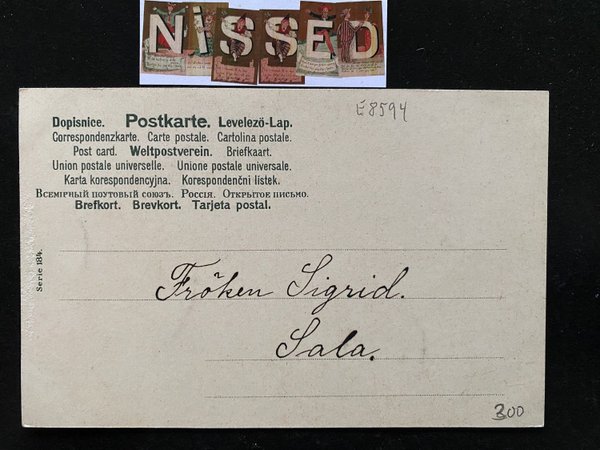 NiSSED
E8594
Dopisnice. Postkarte. Levelező-Lap.
Correspondenzkarte. Carte postale. Cartolina postale.
Post card. Weltpostverein. Briefkaart.
Union postale universelle. Unione postale universale.
Karta korespondencyjna. Korespondenční listek.
Всемірный почтовый союзъ. Россія. Открытое письмо.
Brefkort. Brevkort. Tarjeta postal.
Serie 184.
Fröken Sigrid.
Sala.
300